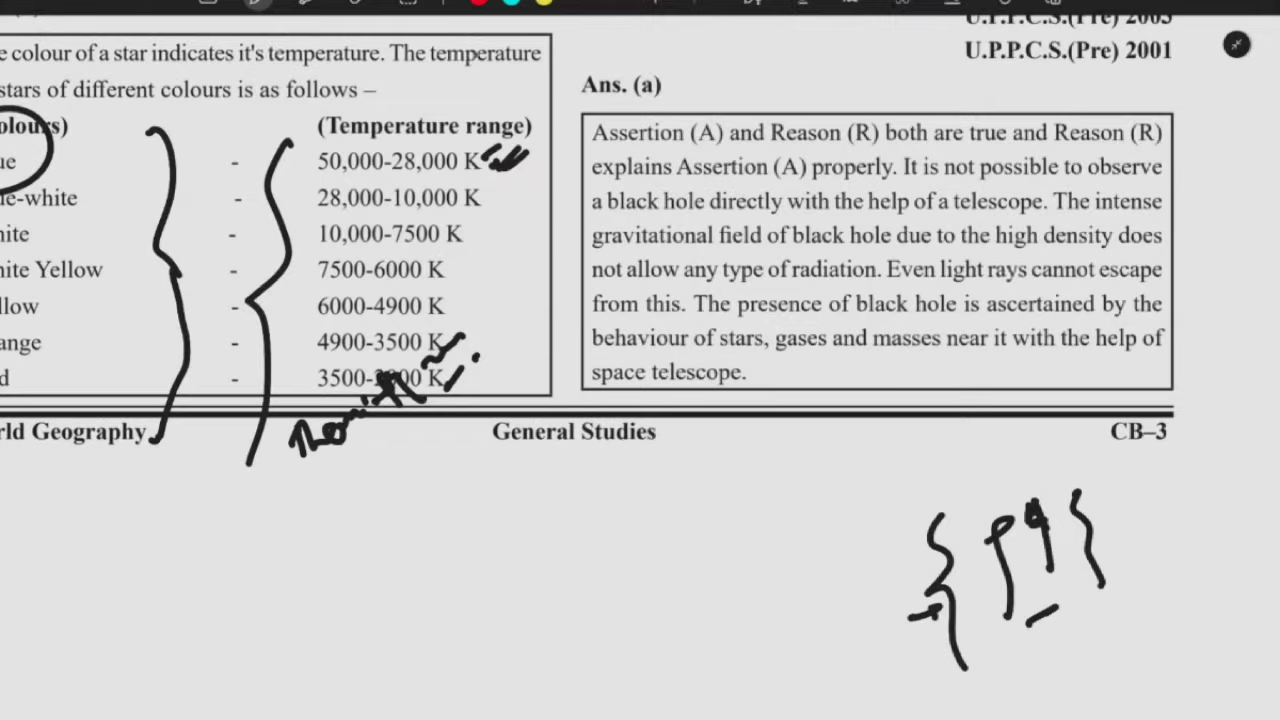 U.P.P.C.S.(Pre) 2003
U.P.P.C.S.(Pre) 2001
e colour of a star indicates it's temperature. The temperature
stars of different colours is as follows –
olours) (Temperature range)
ue - 50,000-28,000 K
ue-white - 28,000-10,000 K
hite - 10,000-7500 K
hite Yellow - 7500-6000 K
llow - 6000-4900 K
ange - 4900-3500 K
d - 3500- K
Ans. (a)
Assertion (A) and Reason (R) both are true and Reason (R)
explains Assertion (A) properly. It is not possible to observe
a black hole directly with the help of a telescope. The intense
gravitational field of black hole due to the high density does
not allow any type of radiation. Even light rays cannot escape
from this. The presence of black hole is ascertained by the
behaviour of stars, gases and masses near it with the help of
space telescope.
rld Geography General Studies CB–3